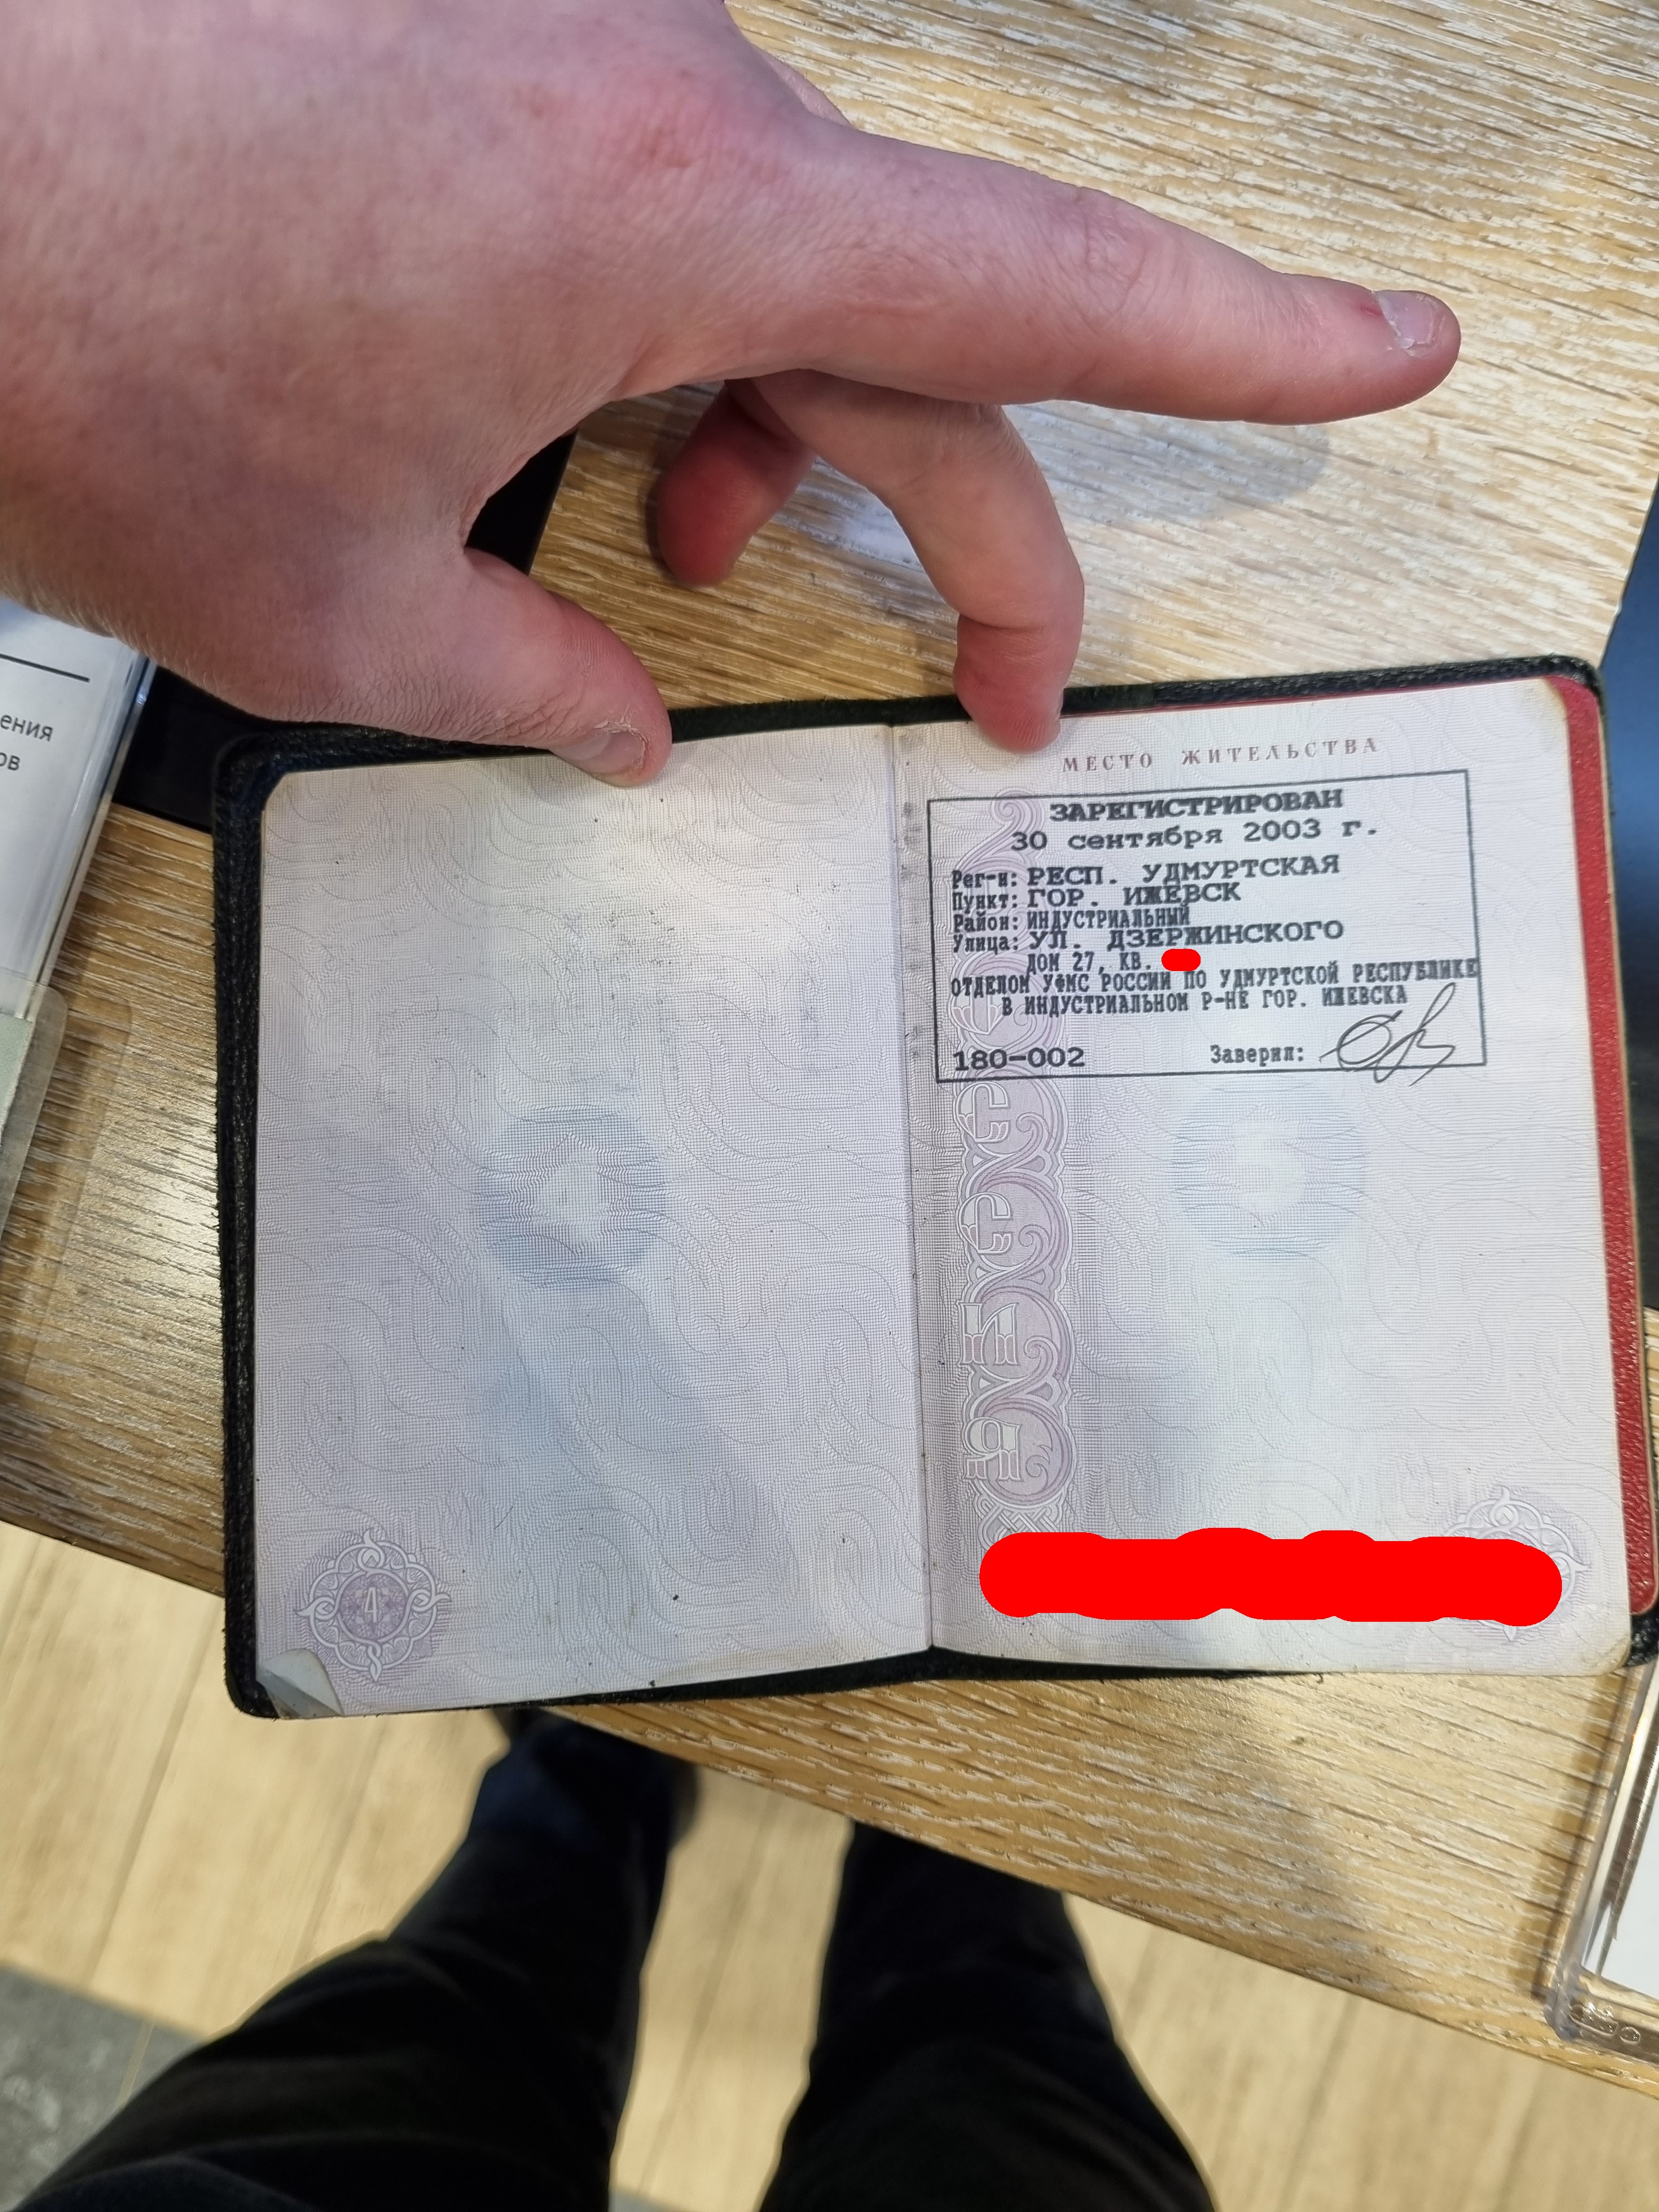 ения
ов
МЕСТО ЖИТЕЛЬСТВА
ЗАРЕГИСТРИРОВАН
30 сентября 2003 г.
Рег-н: РЕСП. УДМУРТСКАЯ
Пункт: ГОР. ИЖЕВСК
Район: ИНДУСТРИАЛЬНЫЙ
Улица: УЛ. ДЗЕРЖИНСКОГО
ДОМ 27, КВ.
ОТДЕЛОМ УФМС РОССИИ ПО УДМУРТСКОЙ РЕСПУБЛИКЕ
В ИНДУСТРИАЛЬНОМ Р-НЕ ГОР. ИЖЕВСКА
180-002 Заверил:
4
5
РОССИЯ
4